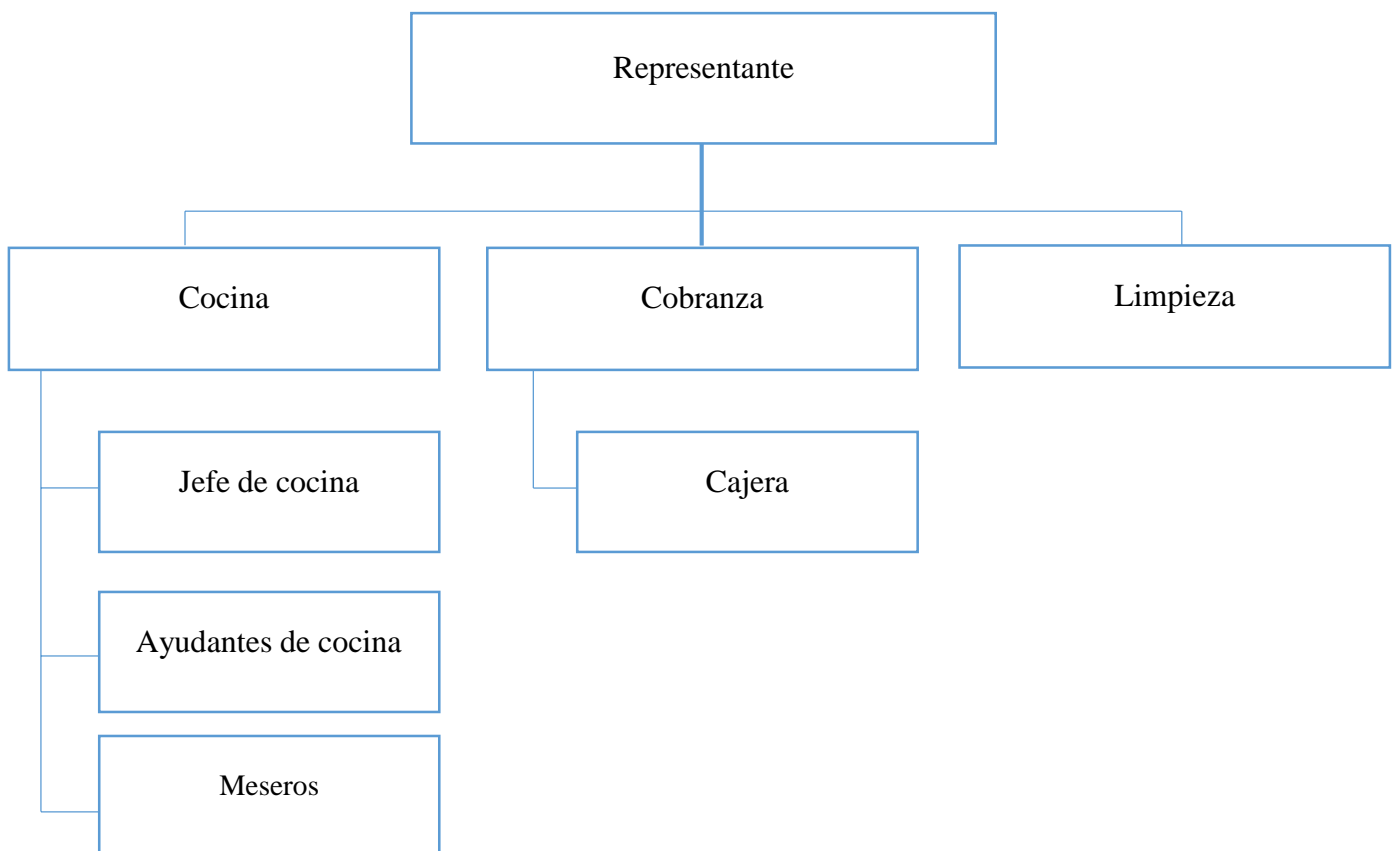 Representante
Cocina
Cobranza
Limpieza
Jefe de cocina
Cajera
Ayudantes de cocina
Meseros